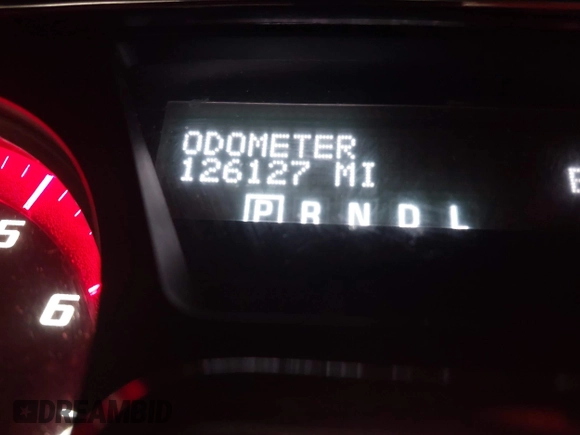 ODOMETER
126127 MI
P R N D L
5
6
DREAMBID